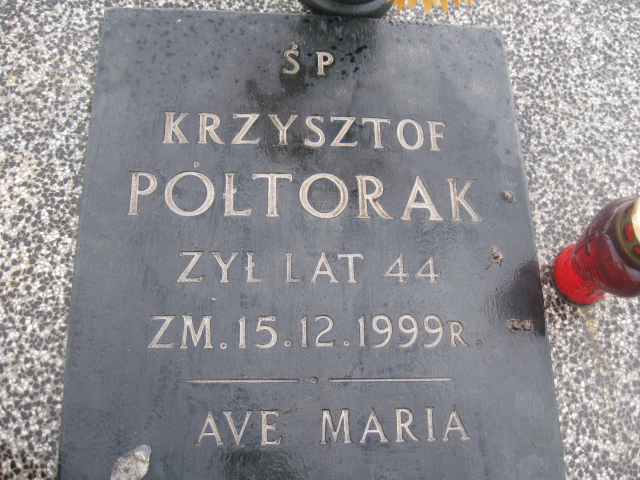 ŚP
KRZYSZTOF
PÓŁTORAK
ŻYŁ LAT 44
ZM. 15.12.1999R.
AVE MARIA